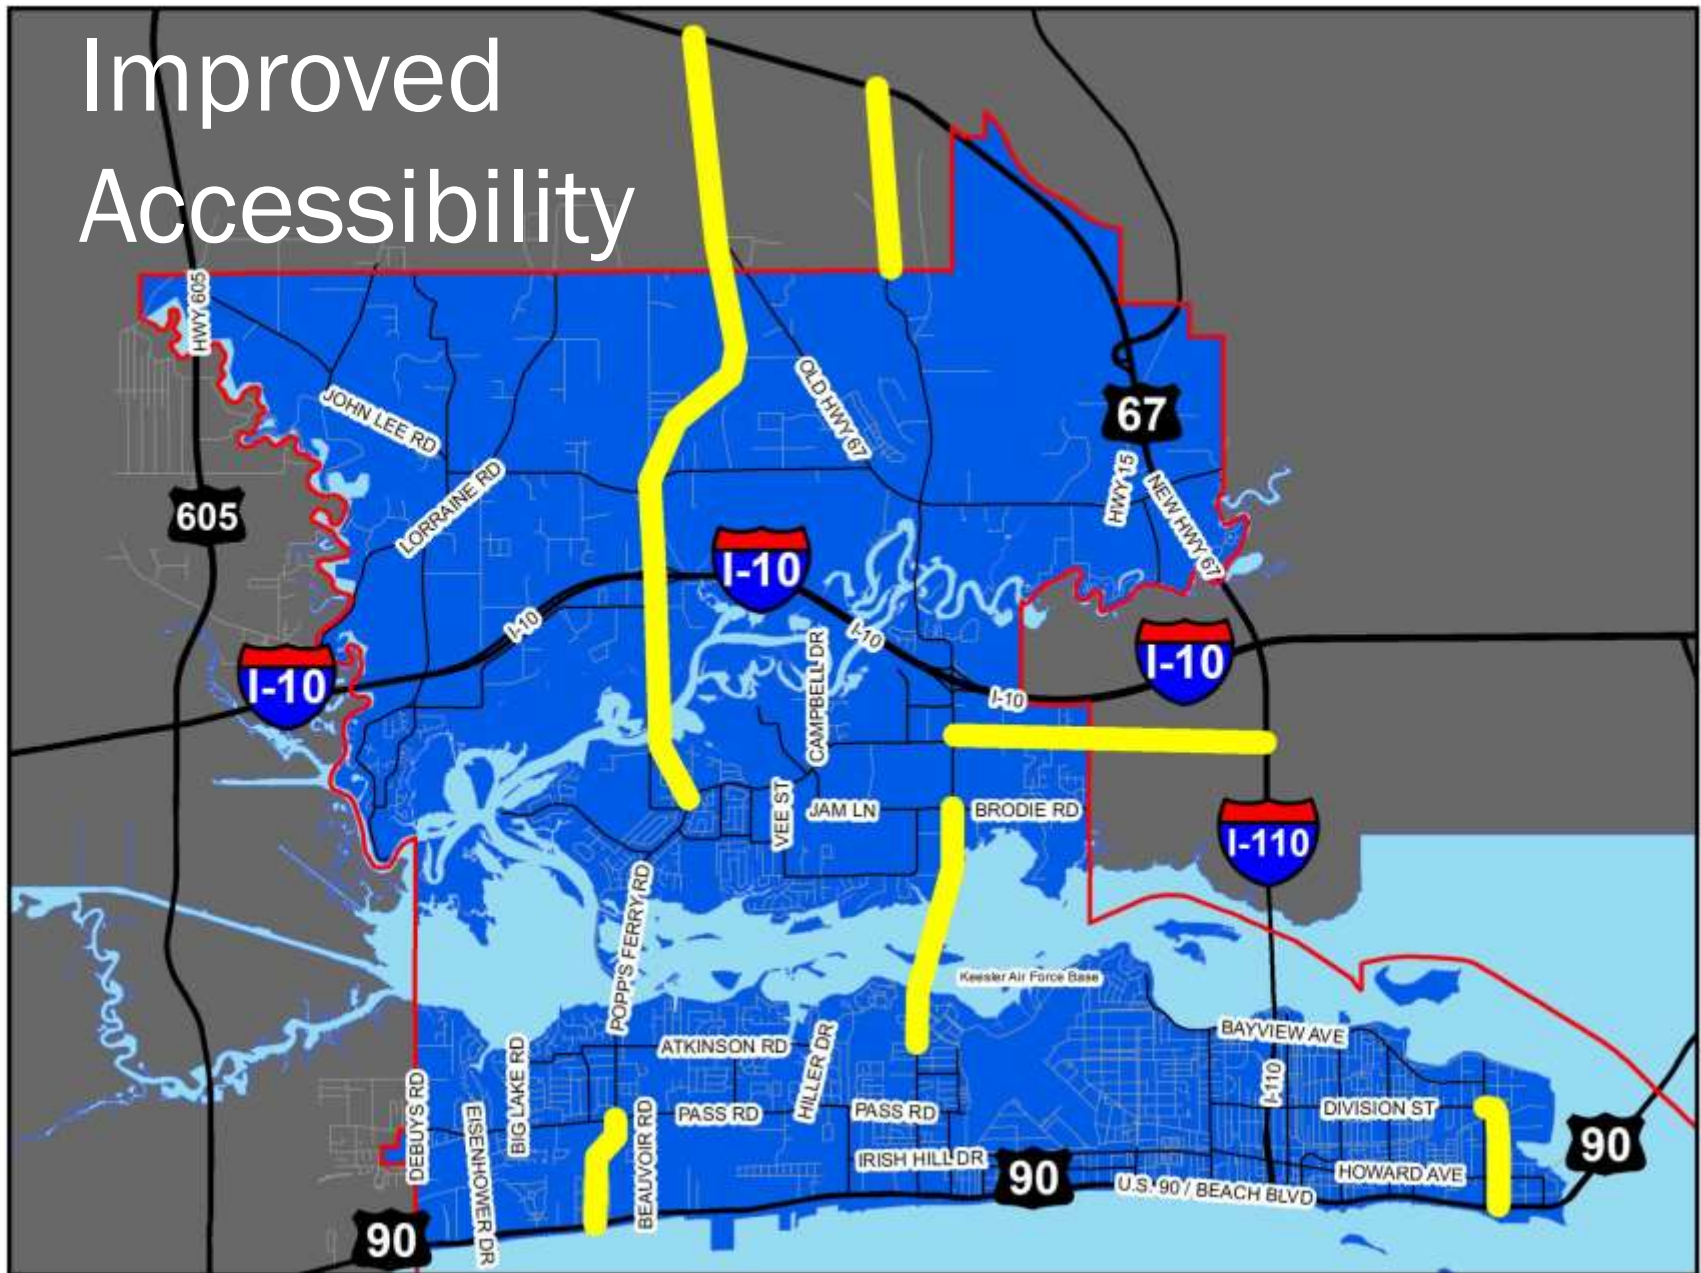 Improved
Accessibility
HWY 605
JOHN LEE RD
OLD HWY 67
67
LORRAINE RD
HWY 15
NEW HWY 67
605
I-10
I-10
I-10
I-10
I-10
I-10
CAMPBELL DR
VEE ST
JAM LN
BRODIE RD
I-110
POPP'S FERRY RD
Keesler Air Force Base
BAYVIEW AVE
ATKINSON RD
HILLER DR
BIG LAKE RD
I-110
DEBUYS RD
EISENHOWER DR
BEAUVOIR RD
PASS RD
PASS RD
DIVISION ST
90
IRISH HILL DR
HOWARD AVE
90
U.S. 90 / BEACH BLVD
90